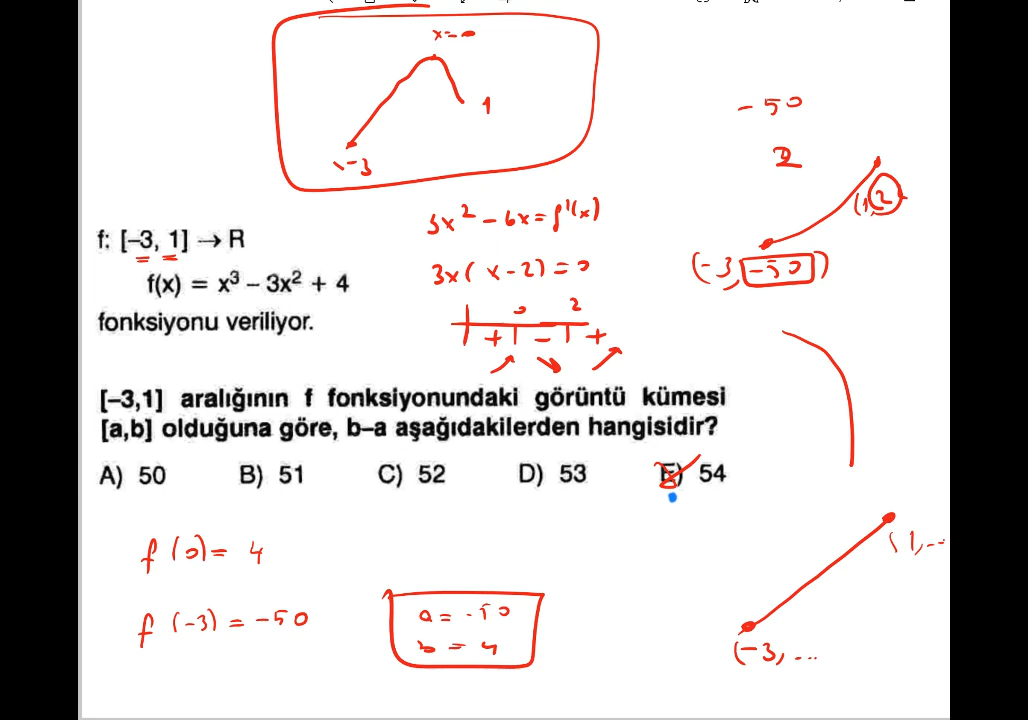 x=0
1
-3
-50
2
(1,2
(-3, -50)
3x² - 6x = f'(x)
3x(x-2)=0
0 2
+ - +
f: [–3, 1] → R
f(x) = x³ – 3x² + 4
fonksiyonu veriliyor.
[–3,1] aralığının f fonksiyonundaki görüntü kümesi
[a,b] olduğuna göre, b–a aşağıdakilerden hangisidir?
A) 50 B) 51 C) 52 D) 53 E) 54
f(0)= 4
f(-3) = -50
a = -50
b = 4
(1,...
(-3, ...